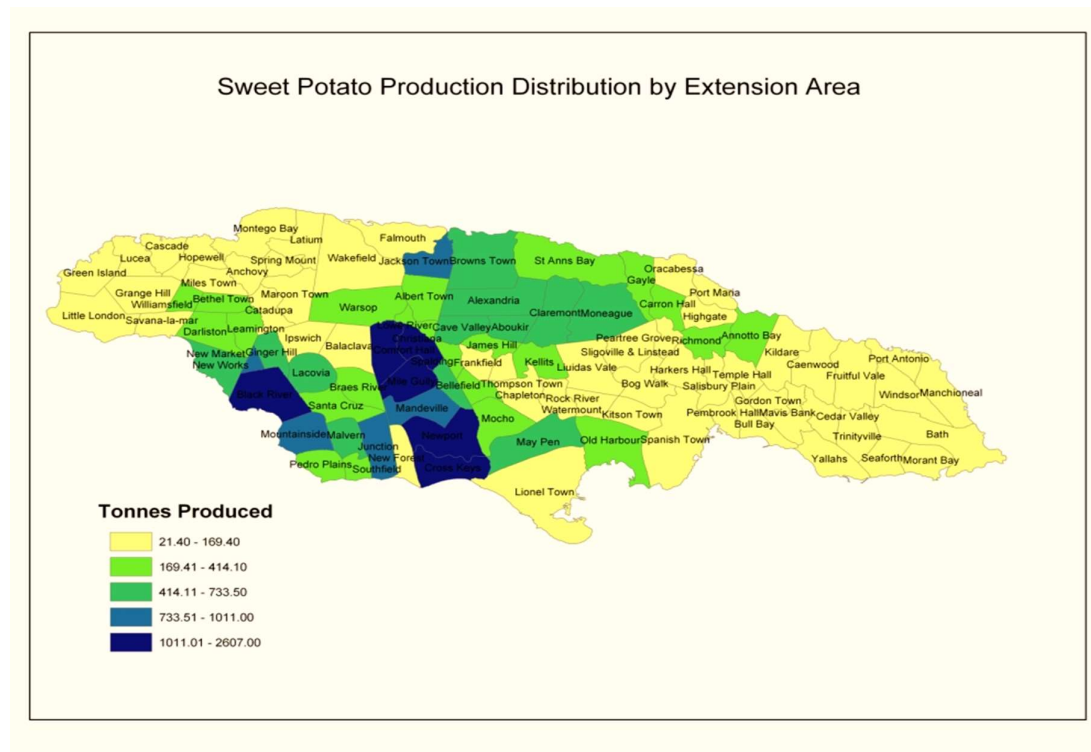 Sweet Potato Production Distribution by Extension Area
Montego Bay
Latium
Falmouth
Cascade
Lucea
Hopewell
Spring Mount
Wakefield
Jackson Town
Browns Town
St Anns Bay
Green Island
Anchovy
Oracabessa
Gayle
Miles Town
Grange Hill
Maroon Town
Port Maria
Williamsfield
Bethel Town
Albert Town
Alexandria
Carron Hall
Catadupa
Warsop
Claremont
Moneague
Highgate
Little London
Savana-la-mar
Darliston
Leamington
Cave Valley
Aboukir
Annotto Bay
Ipswich
Christiana
Peartree Grove
Richmond
Balaclava
James Hill
New Market
Ginger Hill
Sligoville & Linstead
Kildare
Port Antonio
New Works
Spalding
Frankfield
Kellits
Lluidas Vale
Harkers Hall
Caenwood
Lacovia
Temple Hall
Fruitful Vale
Mile Gully
Bellefield
Thompson Town
Bog Walk
Salisbury Plain
Braes River
Chapelton
Windsor
Manchioneal
Black River
Rock River
Gordon Town
Santa Cruz
Mandeville
Watermount
Kitson Town
Pembrook Hall
Mavis Bank
Cedar Valley
Mocho
Bull Bay
Mountainside
Malvern
Newport
May Pen
Old Harbour
Spanish Town
Trinityville
Bath
Junction
New Forest
Yallahs
Seaforth
Morant Bay
Pedro Plains
Southfield
Cross Keys
Lionel Town
Tonnes Produced
21.40 - 169.40
169.41 - 414.10
414.11 - 733.50
733.51 - 1011.00
1011.01 - 2607.00